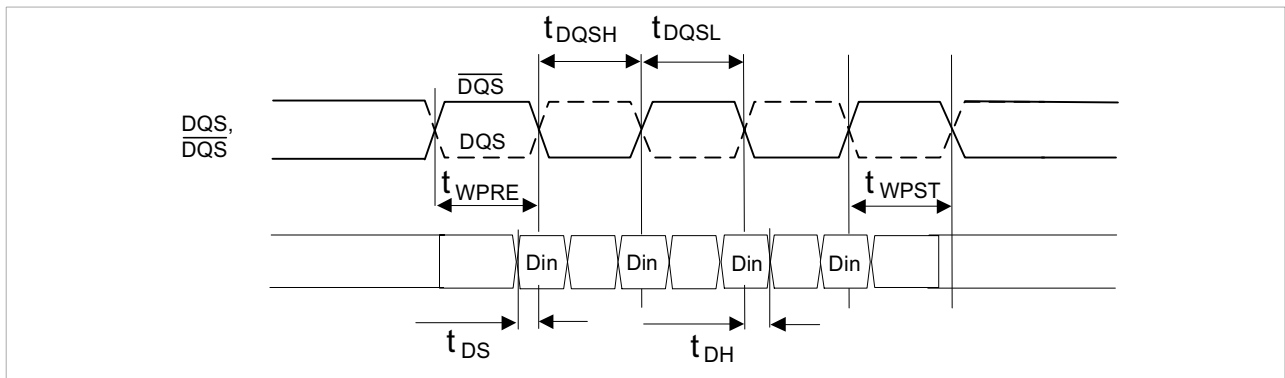 tDQSH tDQSL
DQS
DQS,
DQS
DQS
tWPRE
tWPST
Din Din Din Din
tDS
tDH